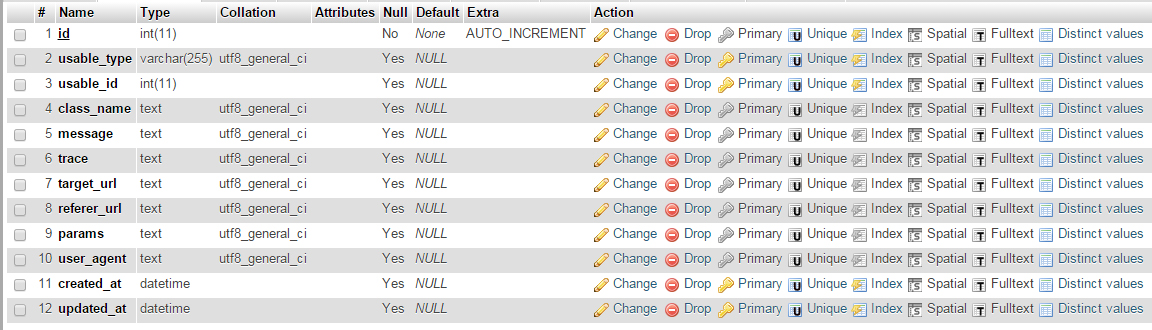 # Name Type Collation Attributes Null Default Extra Action
1 id int(11) No None AUTO_INCREMENT Change Drop Primary Unique Index Spatial Fulltext Distinct values
2 usable_type varchar(255) utf8_general_ci Yes NULL Change Drop Primary Unique Index Spatial Fulltext Distinct values
3 usable_id int(11) Yes NULL Change Drop Primary Unique Index Spatial Fulltext Distinct values
4 class_name text utf8_general_ci Yes NULL Change Drop Primary Unique Index Spatial Fulltext Distinct values
5 message text utf8_general_ci Yes NULL Change Drop Primary Unique Index Spatial Fulltext Distinct values
6 trace text utf8_general_ci Yes NULL Change Drop Primary Unique Index Spatial Fulltext Distinct values
7 target_url text utf8_general_ci Yes NULL Change Drop Primary Unique Index Spatial Fulltext Distinct values
8 referer_url text utf8_general_ci Yes NULL Change Drop Primary Unique Index Spatial Fulltext Distinct values
9 params text utf8_general_ci Yes NULL Change Drop Primary Unique Index Spatial Fulltext Distinct values
10 user_agent text utf8_general_ci Yes NULL Change Drop Primary Unique Index Spatial Fulltext Distinct values
11 created_at datetime Yes NULL Change Drop Primary Unique Index Spatial Fulltext Distinct values
12 updated_at datetime Yes NULL Change Drop Primary Unique Index Spatial Fulltext Distinct values